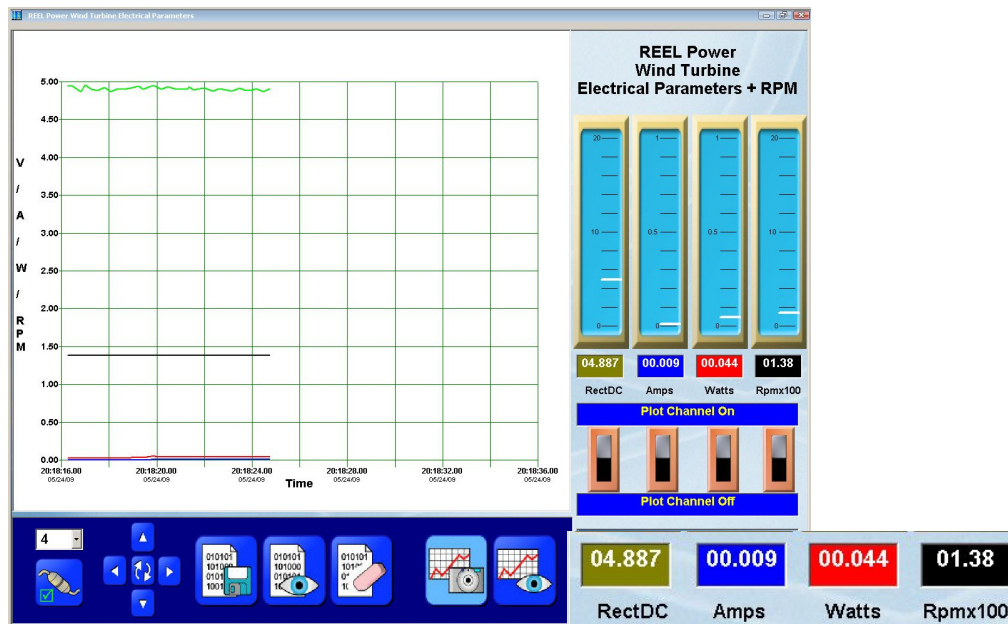 REEL Power Wind Turbine Electrical Parameters
REEL Power
Wind Turbine
Electrical Parameters + RPM
5.00
4.50
4.00
3.50
3.00
2.50
2.00
1.50
1.00
0.50
0.00
V / A / W / RPM
20:18:16.00 20:18:20.00 20:18:24.00 20:18:28.00 20:18:32.00 20:18:36.00
05/24/09 05/24/09 05/24/09 05/24/09 05/24/09 05/24/09
Time
20 1 1 20
10 0.5 0.5 10
0 0 0 0
04.887 00.009 00.044 01.38
RectDC Amps Watts Rpmx100
Plot Channel On
Plot Channel Off
4
010101
101000
010101
101000
010101
04.887 00.009 00.044 01.38
RectDC Amps Watts Rpmx100